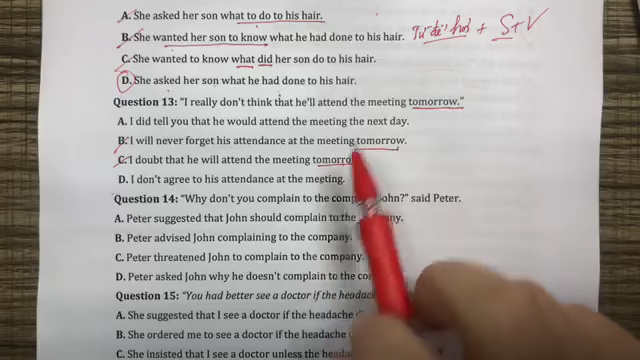 A. She asked her son what to do to his hair.
B. She wanted her son to know what he had done to his hair. Từ để hỏi + S+V
C. She wanted to know what did her son do to his hair.
D. She asked her son what he had done to his hair.
Question 13: "I really don't think that he'll attend the meeting tomorrow."
A. I did tell you that he would attend the meeting the next day.
B. I will never forget his attendance at the meeting tomorrow.
C. I doubt that he will attend the meeting
D. I don't agree to his attendance at the meeting.
Question 14: "Why don't you complain to the John?" said Peter.
A. Peter suggested that John should complain to the
B. Peter advised John complaining to the company.
C. Peter threatened John to complain to the company.
D. Peter asked John why he doesn't complain to the
Question 15: "You had better see a doctor if the
A. She suggested that I see a doctor if the headache
B. She ordered me to see a doctor if the headache
C. She insisted that I see a doctor unless the